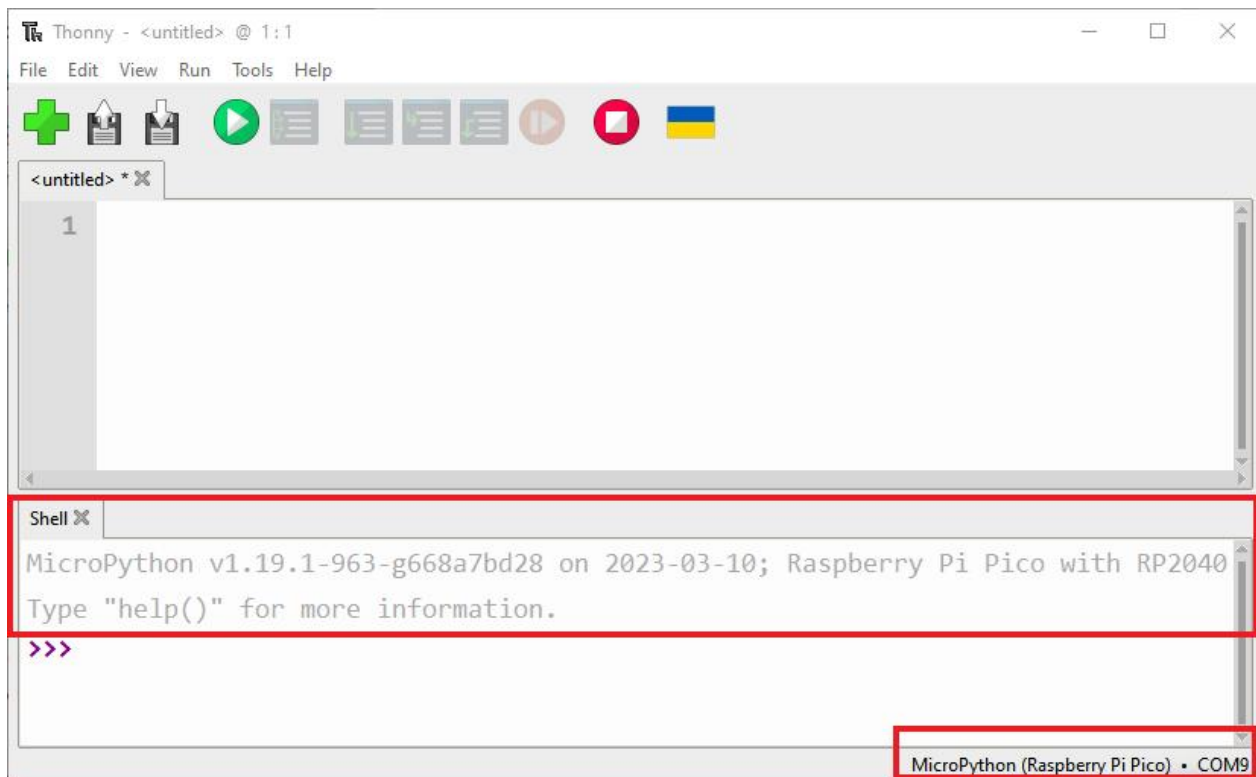 Thonny - <untitled> @ 1:1
File Edit View Run Tools Help
<untitled> *
1
Shell
MicroPython v1.19.1-963-g668a7bd28 on 2023-03-10; Raspberry Pi Pico with RP2040
Type "help()" for more information.
>>>
MicroPython (Raspberry Pi Pico) • COM9